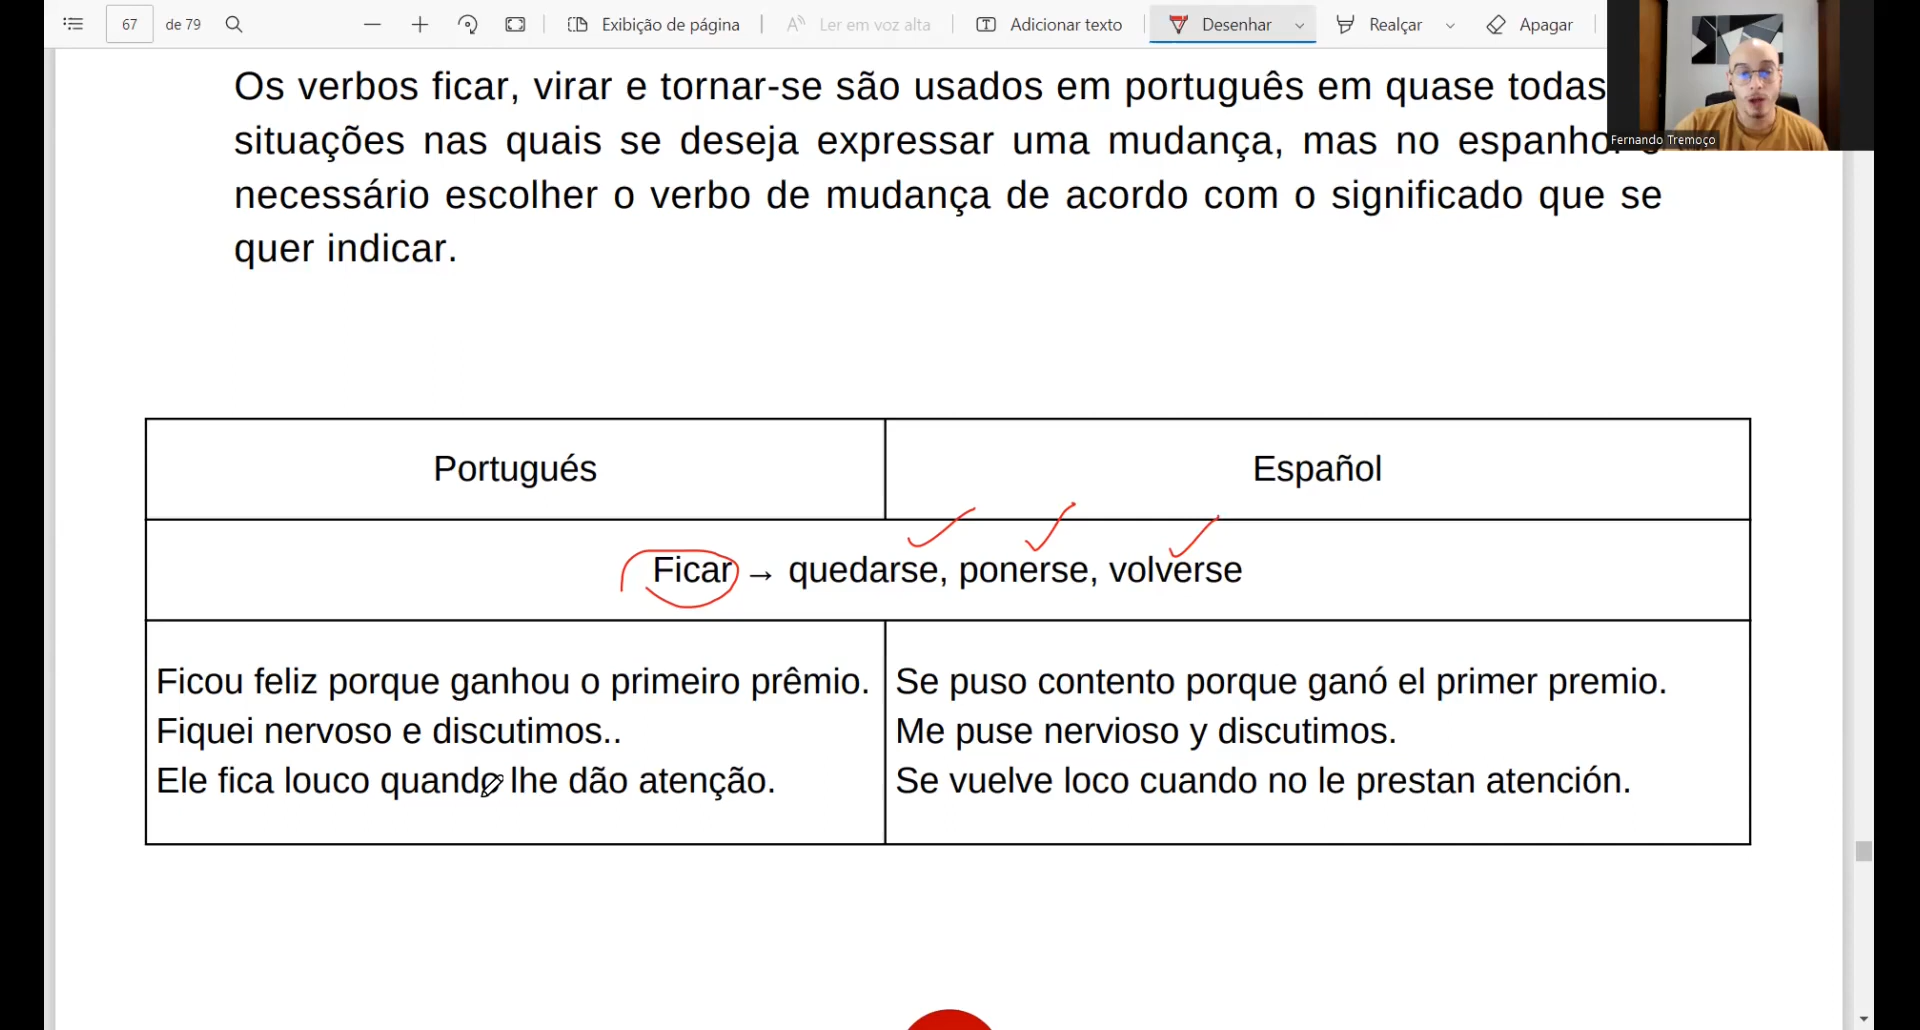 67 de 79 Exibição de página Ler em voz alta Adicionar texto Desenhar Realçar Apagar
Fernando Tremoço
Os verbos ficar, virar e tornar-se são usados em português em quase todas
situações nas quais se deseja expressar uma mudança, mas no
necessário escolher o verbo de mudança de acordo com o significado que se
quer indicar.
Portugués
Español
Ficar → quedarse, ponerse, volverse
Ficou feliz porque ganhou o primeiro prêmio.
Fiquei nervoso e discutimos..
Ele fica louco quando lhe dão atenção.
Se puso contento porque ganó el primer premio.
Me puse nervioso y discutimos.
Se vuelve loco cuando no le prestan atención.